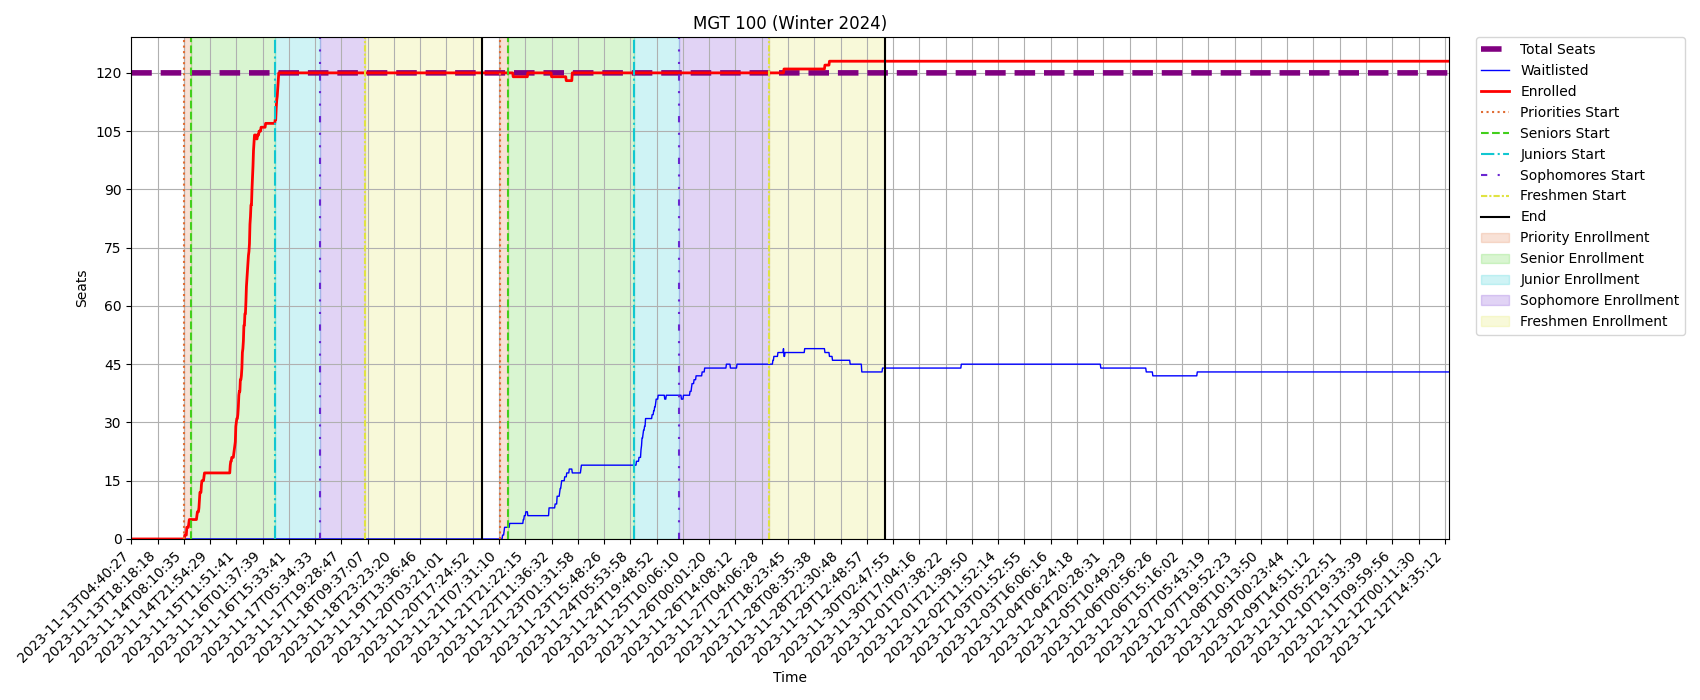 MGT 100 (Winter 2024)
Seats
120
105
90
75
60
45
30
15
0
2023-11-13T04:40:27
2023-11-13T18:18:18
2023-11-14T08:10:35
2023-11-14T21:54:29
2023-11-15T11:51:41
2023-11-16T01:37:39
2023-11-16T15:33:41
2023-11-17T05:34:33
2023-11-17T19:28:47
2023-11-18T09:37:07
2023-11-18T23:23:20
2023-11-19T13:36:46
2023-11-20T03:21:01
2023-11-20T17:24:52
2023-11-21T07:31:10
2023-11-21T21:22:15
2023-11-22T11:36:32
2023-11-23T01:31:58
2023-11-23T15:48:26
2023-11-24T05:53:58
2023-11-24T19:48:52
2023-11-25T10:06:10
2023-11-26T00:01:20
2023-11-26T14:08:12
2023-11-27T04:06:28
2023-11-27T18:23:45
2023-11-28T08:35:38
2023-11-28T22:30:48
2023-11-29T12:48:57
2023-11-30T02:47:55
2023-11-30T17:04:16
2023-12-01T07:38:22
2023-12-01T21:39:50
2023-12-02T11:52:14
2023-12-03T01:52:55
2023-12-03T16:06:16
2023-12-04T06:24:18
2023-12-04T20:28:31
2023-12-05T10:49:29
2023-12-06T00:56:26
2023-12-06T15:16:02
2023-12-07T05:43:19
2023-12-07T19:52:23
2023-12-08T10:13:50
2023-12-09T00:23:44
2023-12-09T14:51:12
2023-12-10T05:22:51
2023-12-10T19:33:39
2023-12-11T09:59:56
2023-12-12T00:11:30
2023-12-12T14:35:12
Time
Total Seats
Waitlisted
Enrolled
Priorities Start
Seniors Start
Juniors Start
Sophomores Start
Freshmen Start
End
Priority Enrollment
Senior Enrollment
Junior Enrollment
Sophomore Enrollment
Freshmen Enrollment